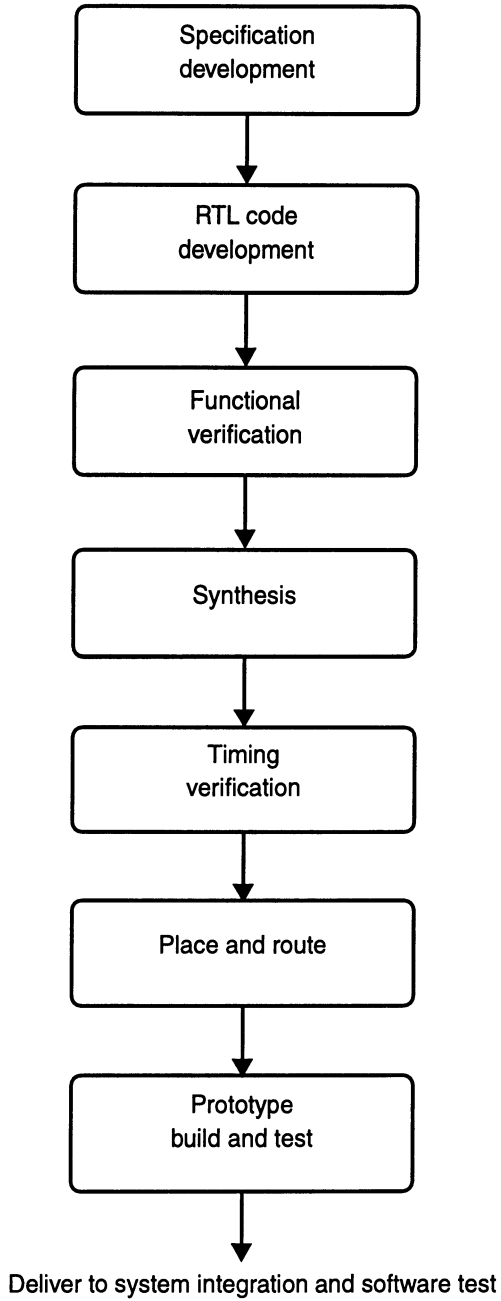 Specification
development
RTL code
development
Functional
verification
Synthesis
Timing
verification
Place and route
Prototype
build and test
Deliver to system integration and software test